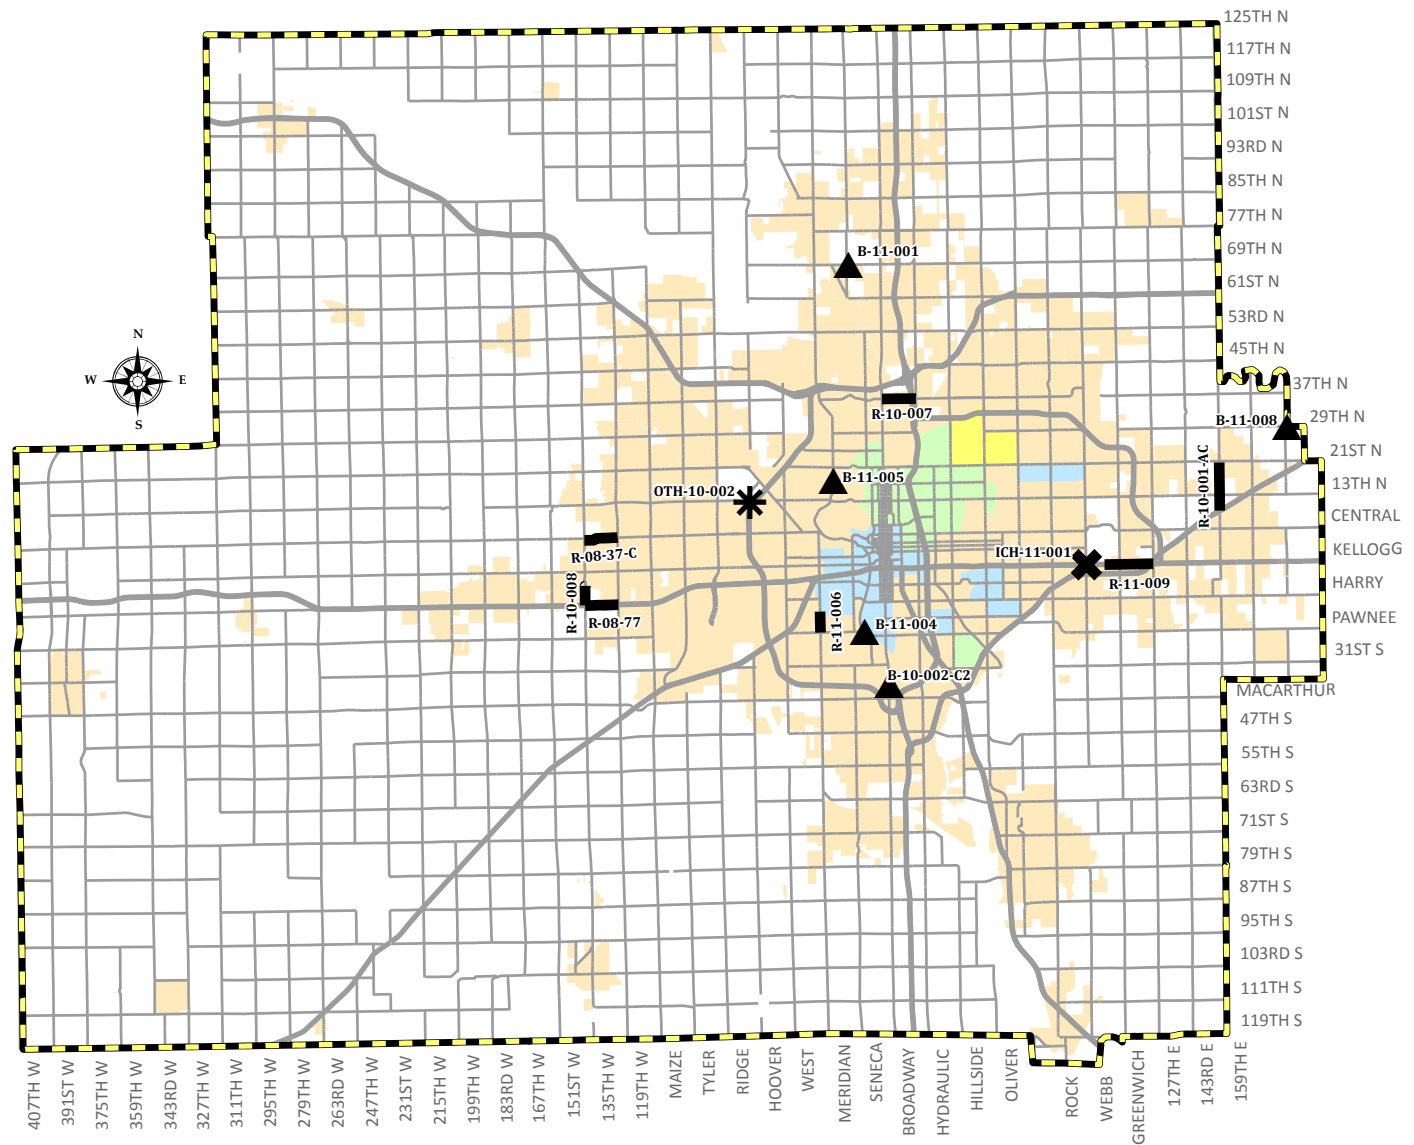 125TH N
117TH N
109TH N
101ST N
93RD N
85TH N
77TH N
69TH N
61ST N
53RD N
45TH N
37TH N
29TH N
21ST N
13TH N
CENTRAL
KELLOGG
HARRY
PAWNEE
31ST S
MACARTHUR
47TH S
55TH S
63RD S
71ST S
79TH S
87TH S
95TH S
103RD S
111TH S
119TH S
N
W E
S
B-11-001
R-10-007
B-11-008
B-11-005
OTH-10-002
R-10-001-AC
ICH-11-001
R-08-37-C
R-11-009
R-10-008
R-08-77
R-11-006
B-11-004
B-10-002-C2
407TH W
391ST W
375TH W
359TH W
343RD W
327TH W
311TH W
295TH W
279TH W
263RD W
247TH W
231ST W
215TH W
199TH W
183RD W
167TH W
151ST W
135TH W
119TH W
MAIZE
TYLER
RIDGE
HOOVER
WEST
MERIDIAN
SENECA
BROADWAY
HYDRAULIC
HILLSIDE
OLIVER
ROCK
WEBB
GREENWICH
127TH E
143RD E
159TH E